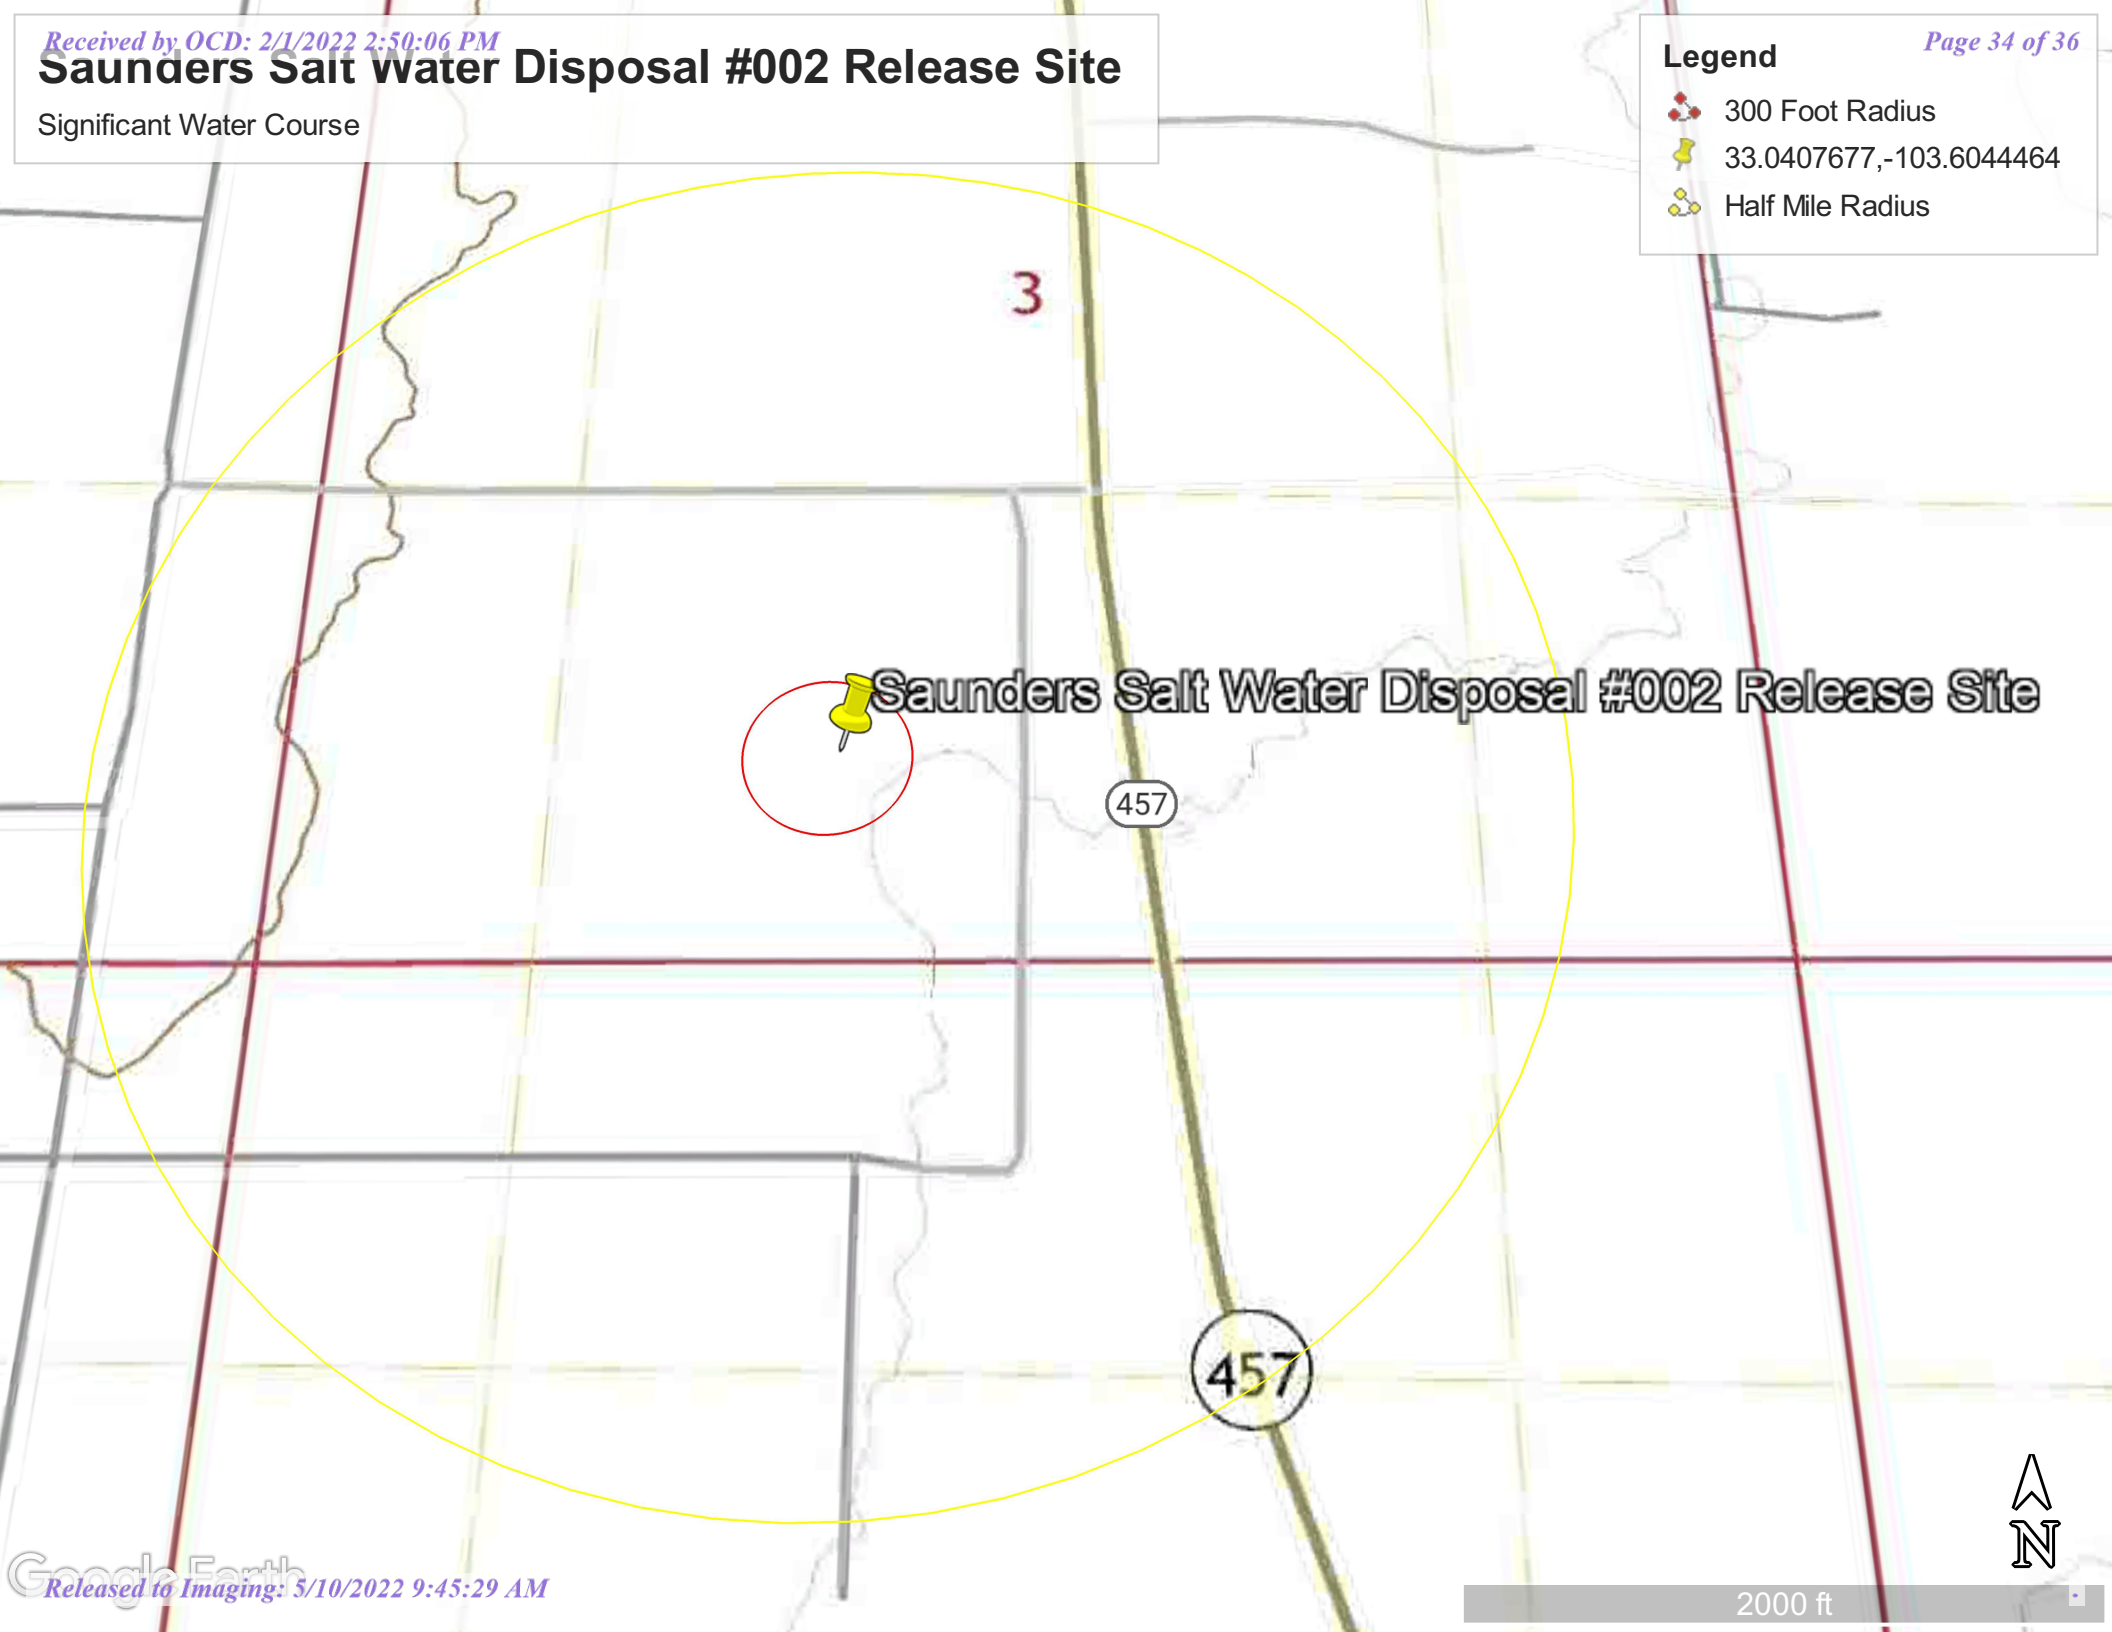 Received by OCD: 2/1/2022 2:50:06 PM
Page 34 of 36
Saunders Salt Water Disposal #002 Release Site
Significant Water Course
Legend
300 Foot Radius
33.0407677,-103.6044464
Half Mile Radius
3
Saunders Salt Water Disposal #002 Release Site
457
457
N
Google Earth
Released to Imaging: 5/10/2022 9:45:29 AM
2000 ft